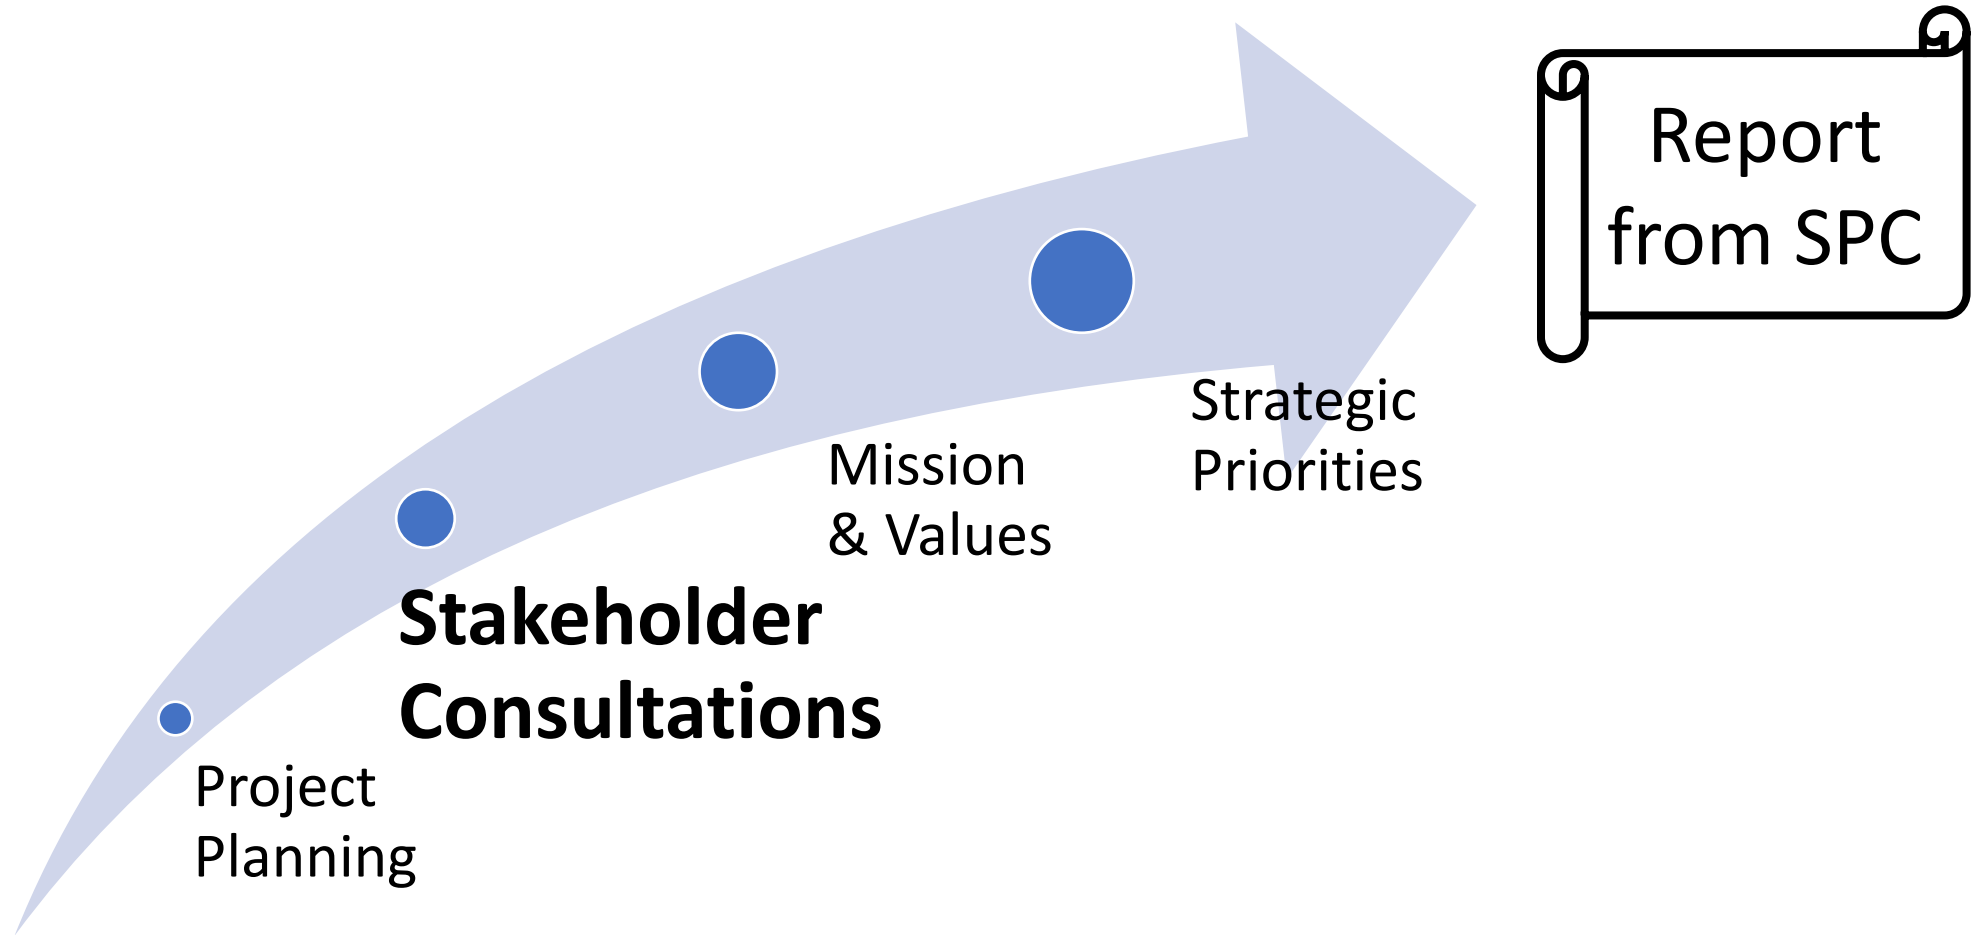 Project
Planning
Stakeholder
Consultations
Mission
& Values
Strategic
Priorities
Report
from SPC